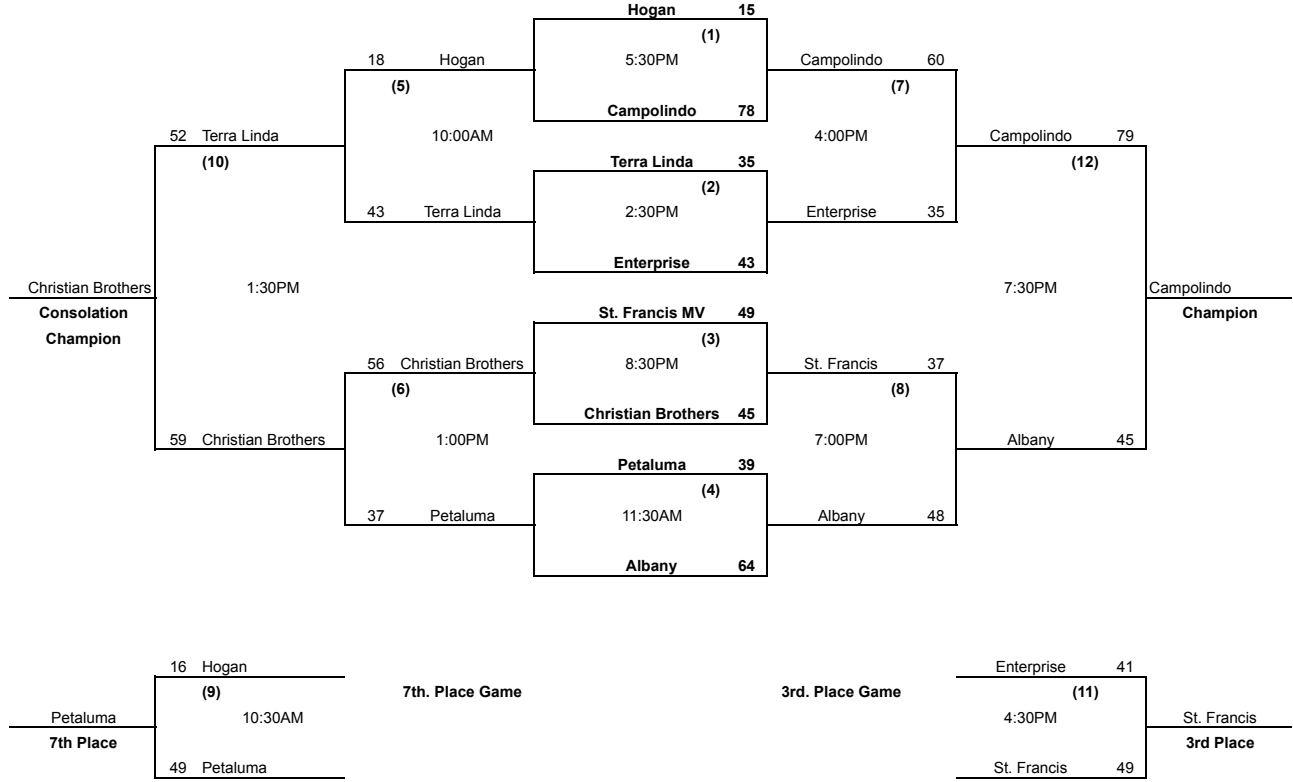 Hogan 15
(1)
18 Hogan 5:30PM Campolindo 60
(5) (7)
Campolindo 78
52 Terra Linda 10:00AM 4:00PM Campolindo 79
(10) (12)
Terra Linda 35
(2)
43 Terra Linda 2:30PM Enterprise 35
Enterprise 43
Christian Brothers 1:30PM 7:30PM Campolindo
Consolation Champion
Champion
St. Francis MV 49
(3)
56 Christian Brothers 8:30PM St. Francis 37
(6) (8)
Christian Brothers 45
59 Christian Brothers 1:00PM 7:00PM Albany 45
Petaluma 39
(4)
37 Petaluma 11:30AM Albany 48
Albany 64
16 Hogan Enterprise 41
(9) 7th. Place Game 3rd. Place Game (11)
Petaluma 10:30AM 4:30PM St. Francis
7th Place 3rd Place
49 Petaluma St. Francis 49